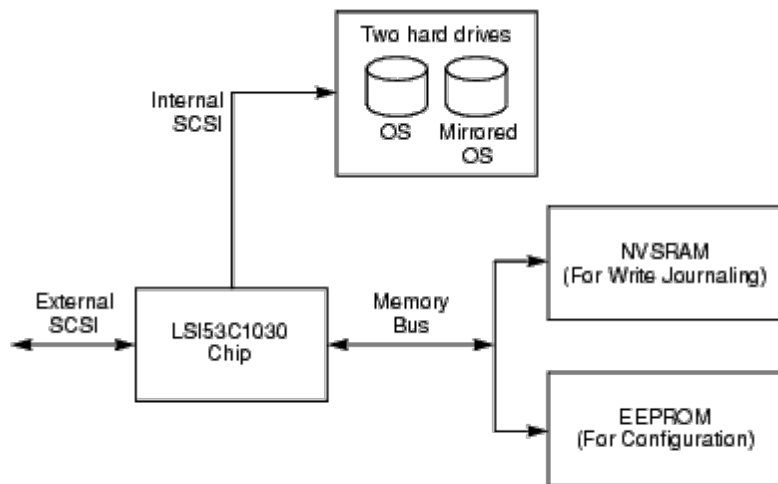 Two hard drives
OS
Mirrored
OS
Internal
SCSI
External
SCSI
LSI53C1030
Chip
Memory
Bus
NVSRAM
(For Write Journaling)
EEPROM
(For Configuration)